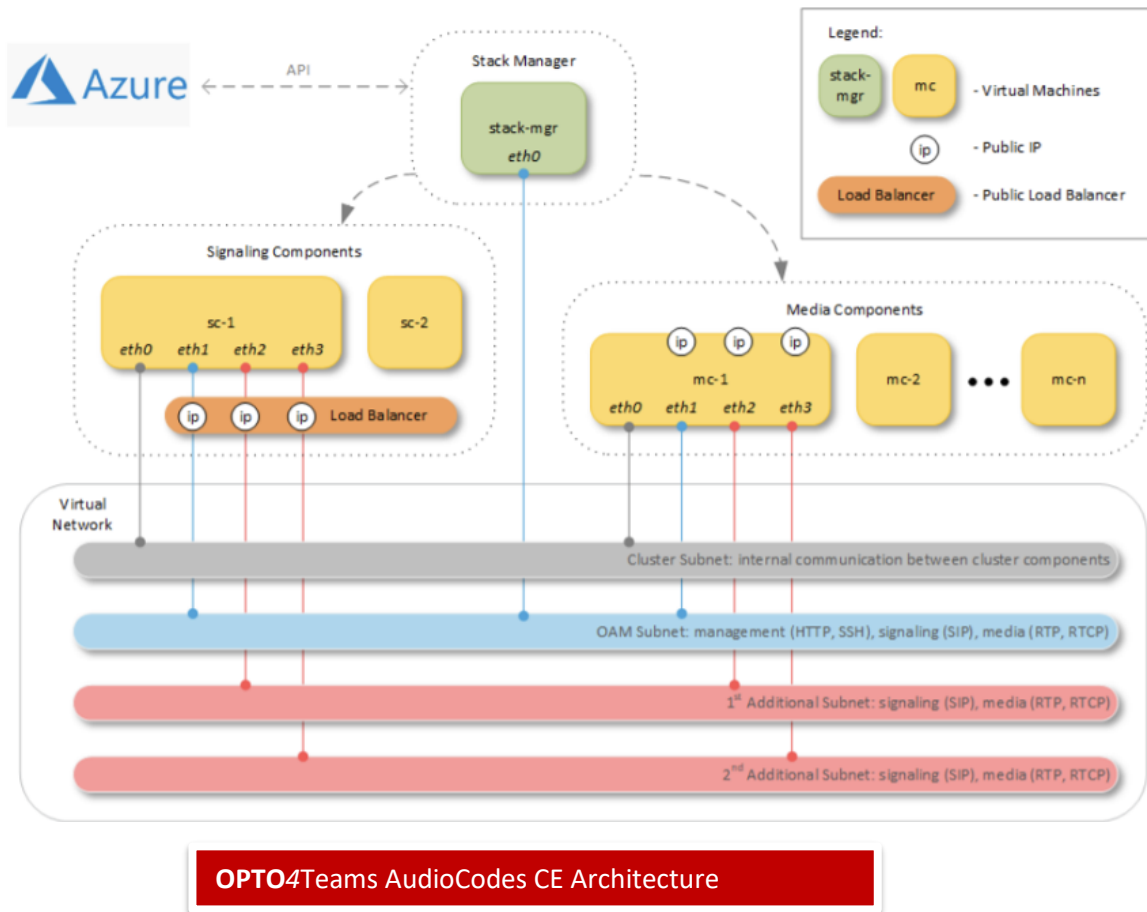 Azure
API
Stack Manager
stack-mgr
eth0
Legend:
stack-
mgr
mc
- Virtual Machines
ip
- Public IP
Load Balancer
- Public Load Balancer
Signaling Components
sc-1
eth0 eth1 eth2 eth3
sc-2
ip ip ip Load Balancer
Media Components
ip ip ip
mc-1
eth0 eth1 eth2 eth3
mc-2
mc-n
Virtual
Network
Cluster Subnet: internal communication between cluster components
OAM Subnet: management (HTTP, SSH), signaling (SIP), media (RTP, RTCP)
1st Additional Subnet: signaling (SIP), media (RTP, RTCP)
2nd Additional Subnet: signaling (SIP), media (RTP, RTCP)
OPTO4Teams AudioCodes CE Architecture